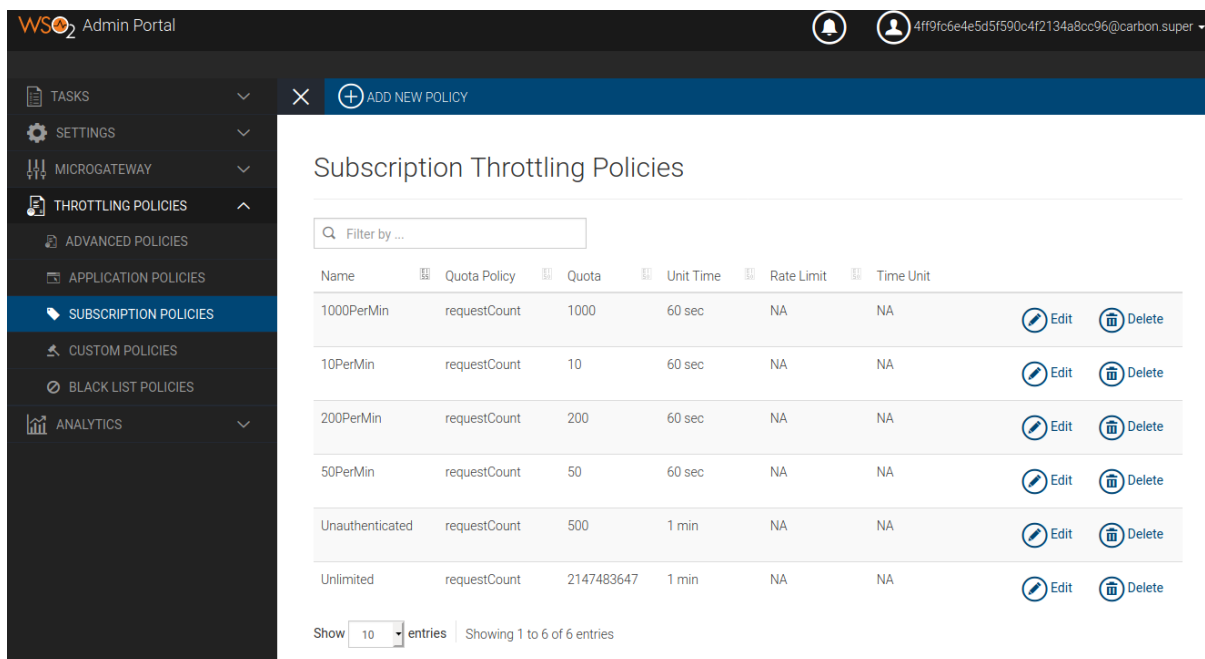 WSO2 Admin Portal
4ff9fc6e4e5d5f590c4f2134a8cc96@carbon.super
TASKS
SETTINGS
MICROGATEWAY
THROTTLING POLICIES
ADVANCED POLICIES
APPLICATION POLICIES
SUBSCRIPTION POLICIES
CUSTOM POLICIES
BLACK LIST POLICIES
ANALYTICS
ADD NEW POLICY
Subscription Throttling Policies
Filter by ...
Name Quota Policy Quota Unit Time Rate Limit Time Unit
1000PerMin requestCount 1000 60 sec NA NA Edit Delete
10PerMin requestCount 10 60 sec NA NA Edit Delete
200PerMin requestCount 200 60 sec NA NA Edit Delete
50PerMin requestCount 50 60 sec NA NA Edit Delete
Unauthenticated requestCount 500 1 min NA NA Edit Delete
Unlimited requestCount 2147483647 1 min NA NA Edit Delete
Show 10 entries Showing 1 to 6 of 6 entries